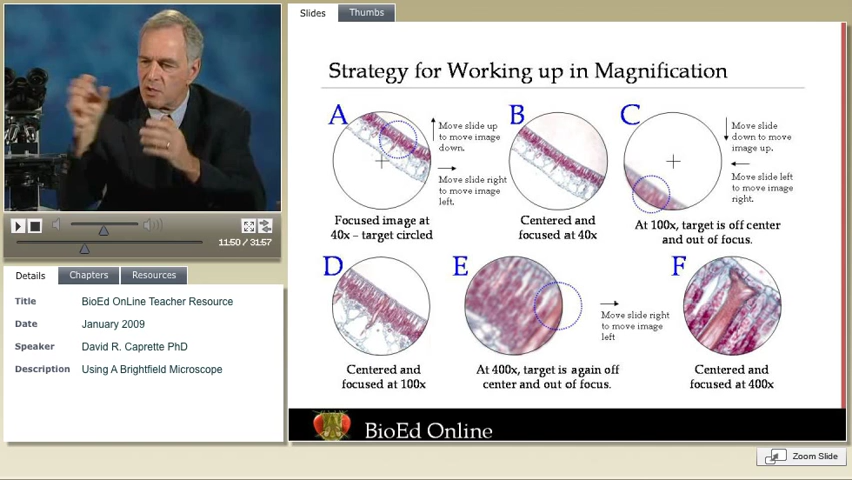 Slides
Thumbs
Strategy for Working up in Magnification
A
Move slide up
to move image
down.
Move slide right
to move image
left.
Focused image at
40x – target circled
B
Centered and
focused at 40x
C
Move slide
down to move
image up.
Move slide left
to move image
right.
At 100x, target is off center
and out of focus.
D
Centered and
focused at 100x
E
Move slide right
to move image
left
At 400x, target is again off
center and out of focus.
F
Centered and
focused at 400x
BioEd Online
Zoom Slide
11:50 / 31:57
Details
Chapters
Resources
Title BioEd OnLine Teacher Resource
Date January 2009
Speaker David R. Caprette PhD
Description Using A Brightfield Microscope